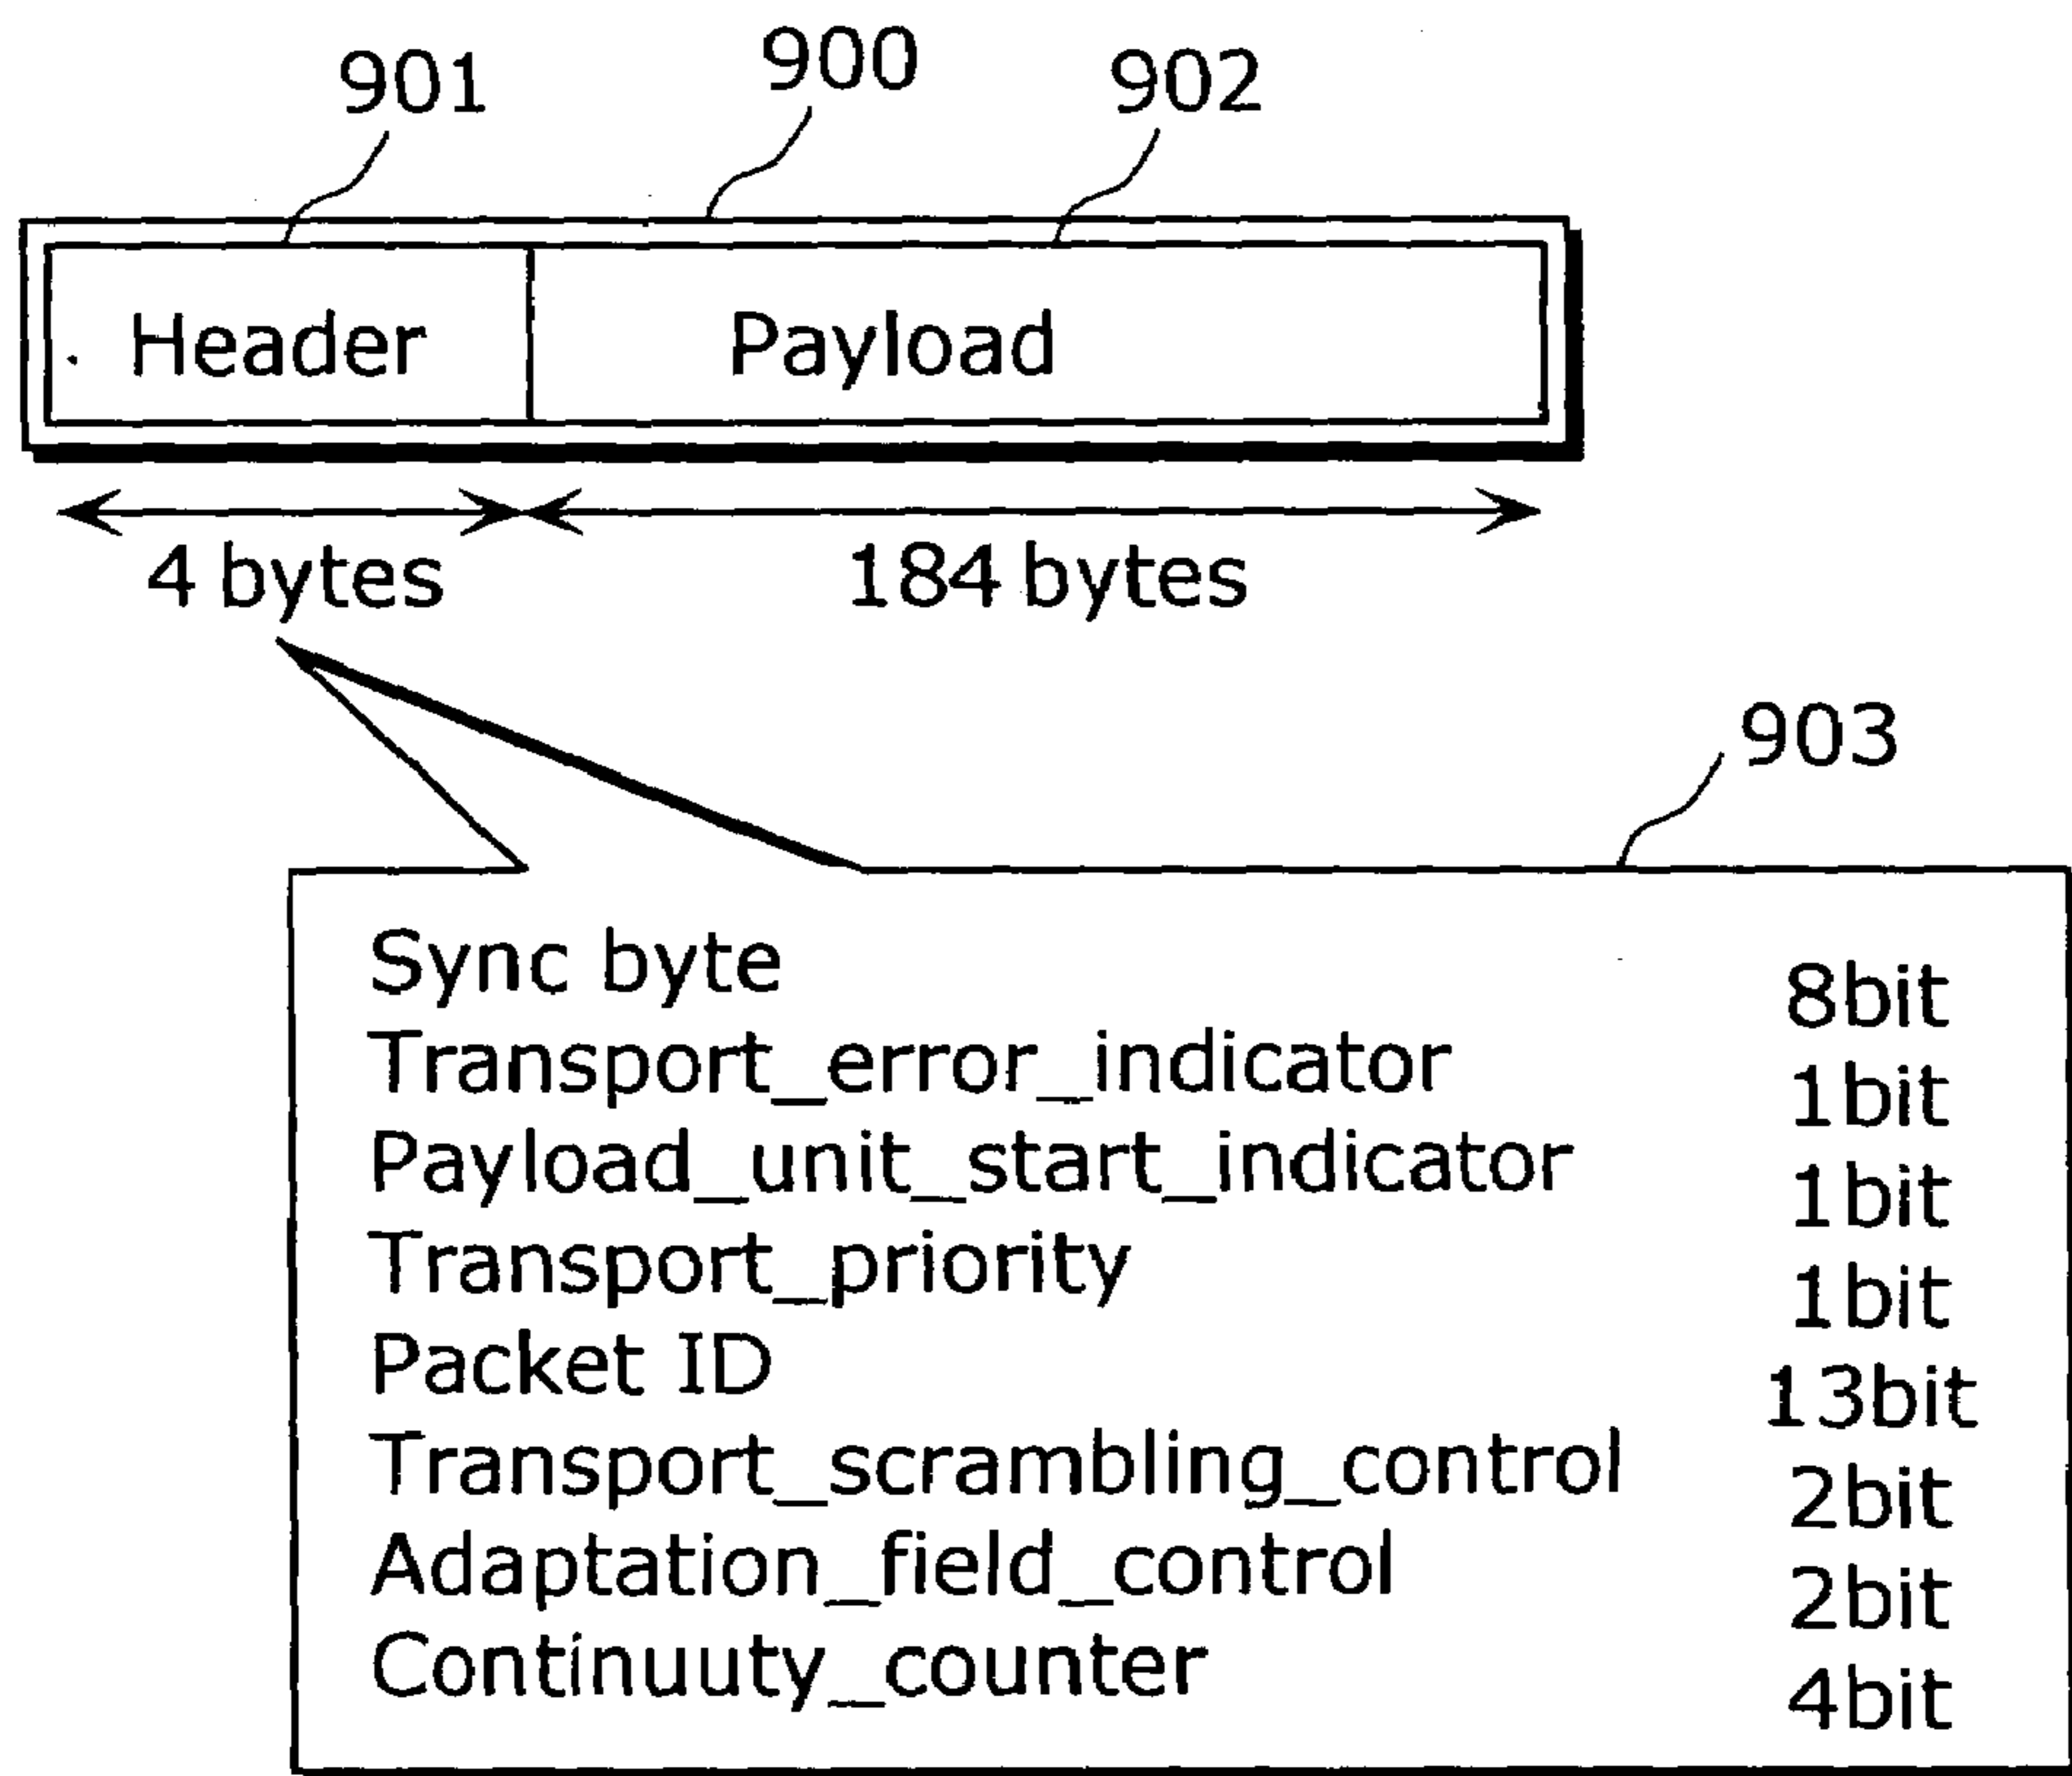 901 900 902
Header Payload
4 bytes 184 bytes
903
Sync byte 8bit
Transport_error_indicator 1bit
Payload_unit_start_indicator 1bit
Transport_priority 1bit
Packet ID 13bit
Transport_scrambling_control 2bit
Adaptation_field_control 2bit
Continuuty_counter 4bit